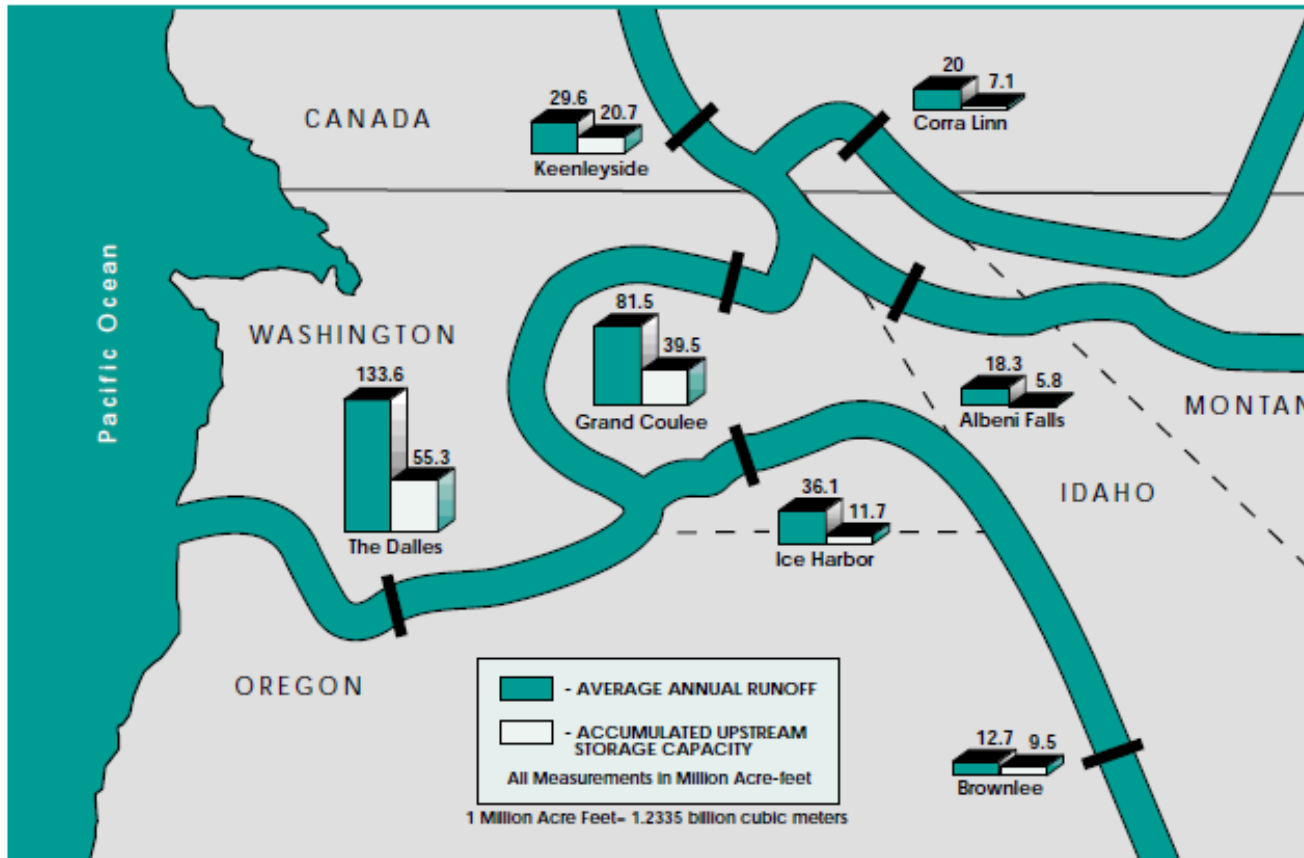 20
7.1
Corra Linn
29.6
20.7
Keenleyside
CANADA
Pacific Ocean
WASHINGTON
81.5
39.5
Grand Coulee
133.6
55.3
The Dalles
18.3
5.8
Albeni Falls
MONTAN
IDAHO
36.1
11.7
Ice Harbor
OREGON
- AVERAGE ANNUAL RUNOFF
- ACCUMULATED UPSTREAM
STORAGE CAPACITY
All Measurements in Million Acre-feet
1 Million Acre Feet= 1.2335 billion cubic meters
12.7
9.5
Brownlee